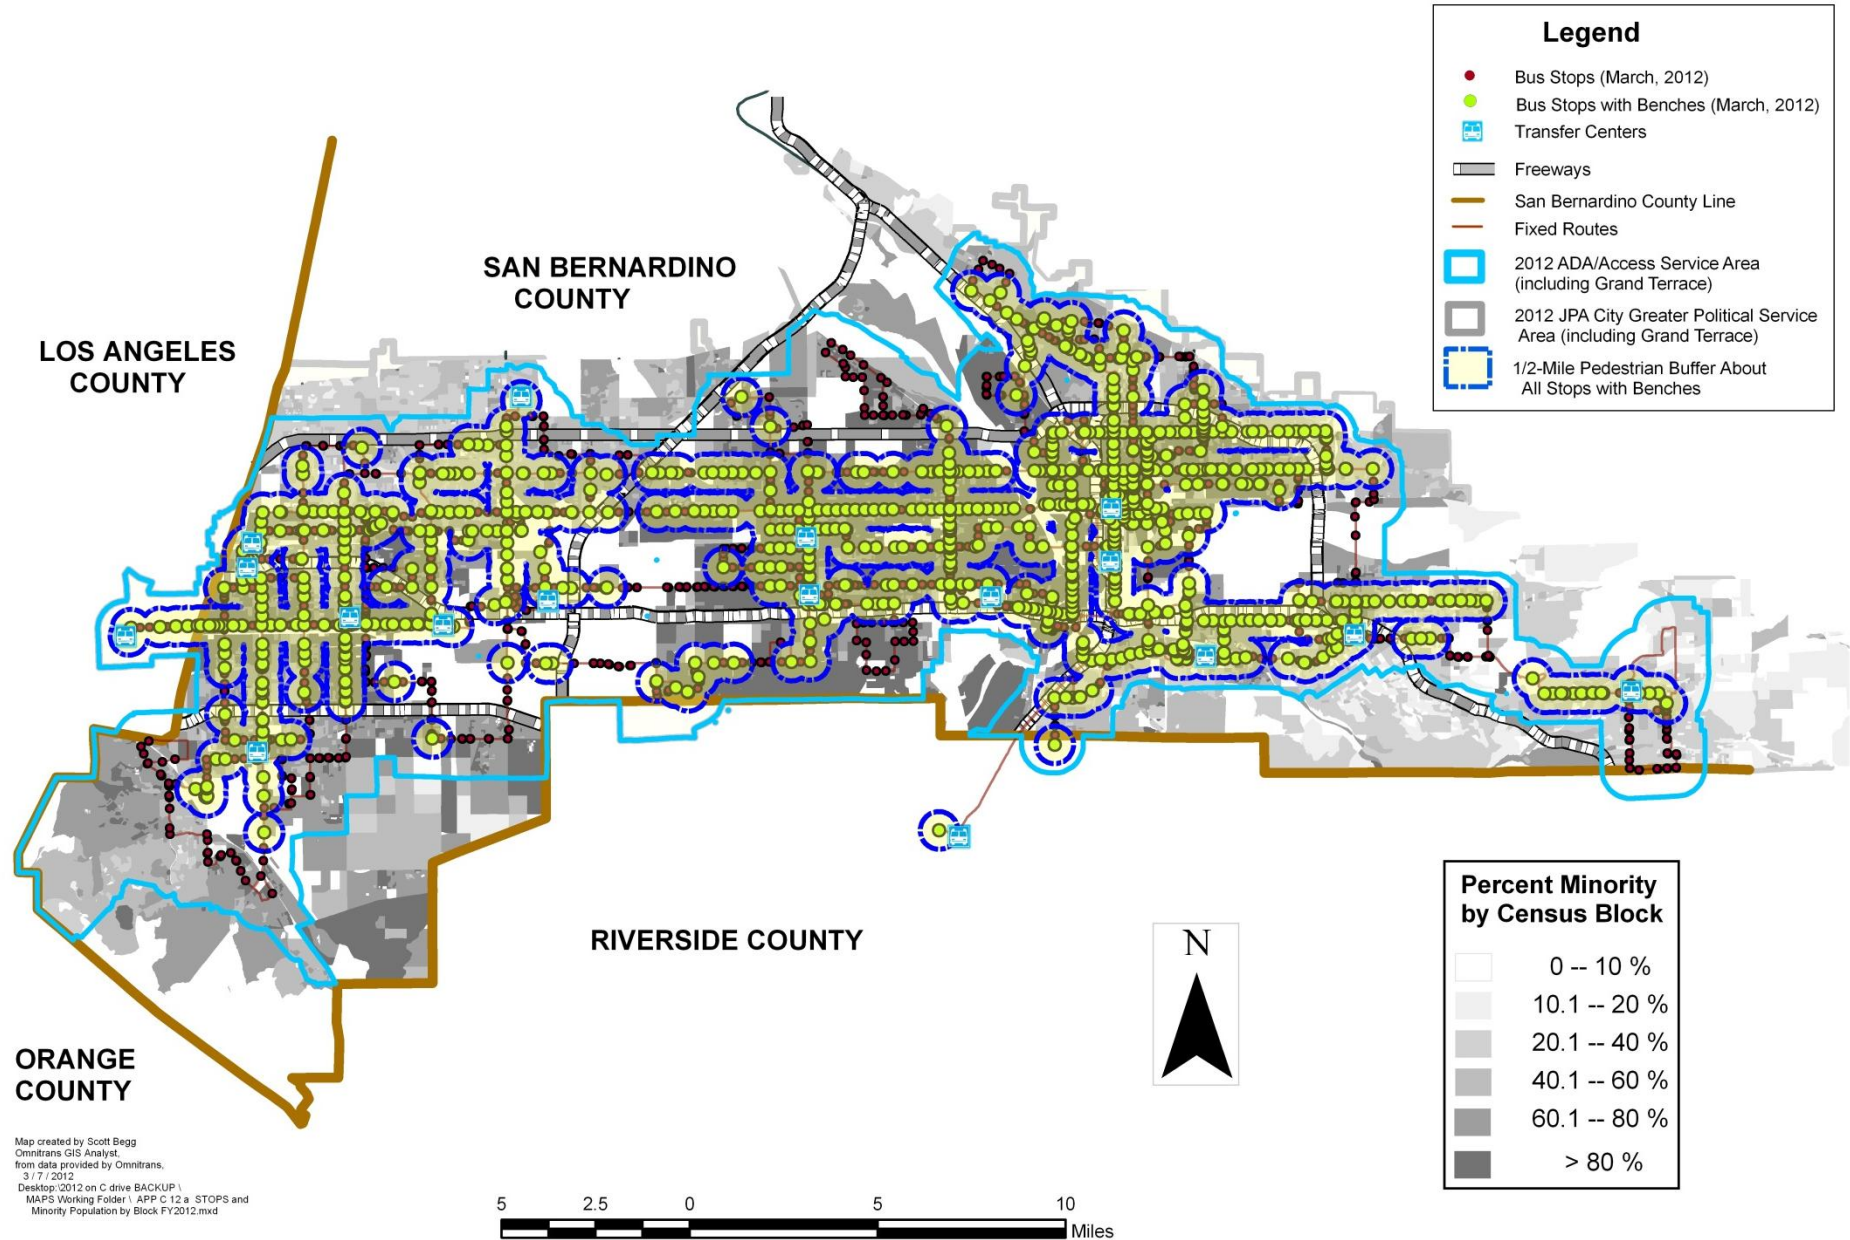 Legend
Bus Stops (March, 2012)
Bus Stops with Benches (March, 2012)
Transfer Centers
Freeways
San Bernardino County Line
Fixed Routes
2012 ADA/Access Service Area
(including Grand Terrace)
2012 JPA City Greater Political Service
Area (including Grand Terrace)
1/2-Mile Pedestrian Buffer About
All Stops with Benches
SAN BERNARDINO
COUNTY
LOS ANGELES
COUNTY
RIVERSIDE COUNTY
ORANGE
COUNTY
N
Percent Minority
by Census Block
0 -- 10 %
10.1 -- 20 %
20.1 -- 40 %
40.1 -- 60 %
60.1 -- 80 %
> 80 %
Map created by Scott Begg
Omnitrans GIS Analyst,
from data provided by Omnitrans,
3 / 7 / 2012
Desktop:\2012 on C drive BACKUP \
MAPS Working Folder \ APP C 12 a STOPS and
Minority Population by Block FY2012.mxd
5 2.5 0 5 10
Miles